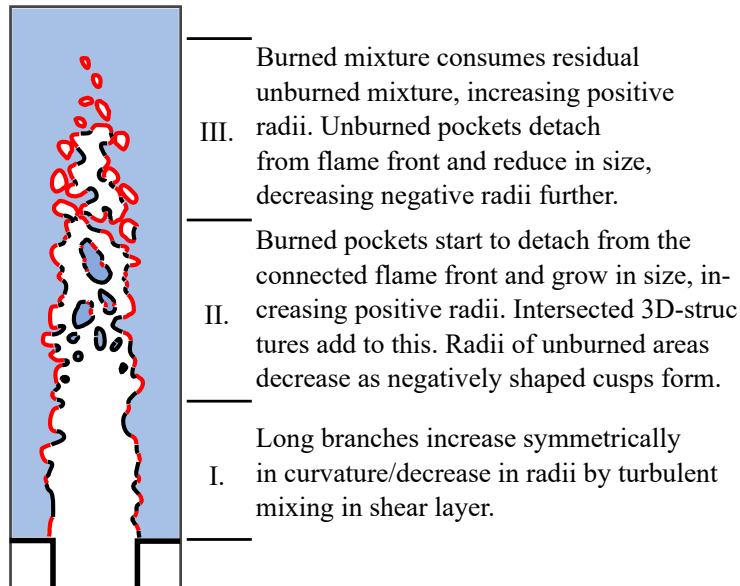 III.
Burned mixture consumes residual
unburned mixture, increasing positive
radii. Unburned pockets detach
from flame front and reduce in size,
decreasing negative radii further.
II.
Burned pockets start to detach from the
connected flame front and grow in size, in-
creasing positive radii. Intersected 3D-struc
tures add to this. Radii of unburned areas
decrease as negatively shaped cusps form.
I.
Long branches increase symmetrically
in curvature/decrease in radii by turbulent
mixing in shear layer.